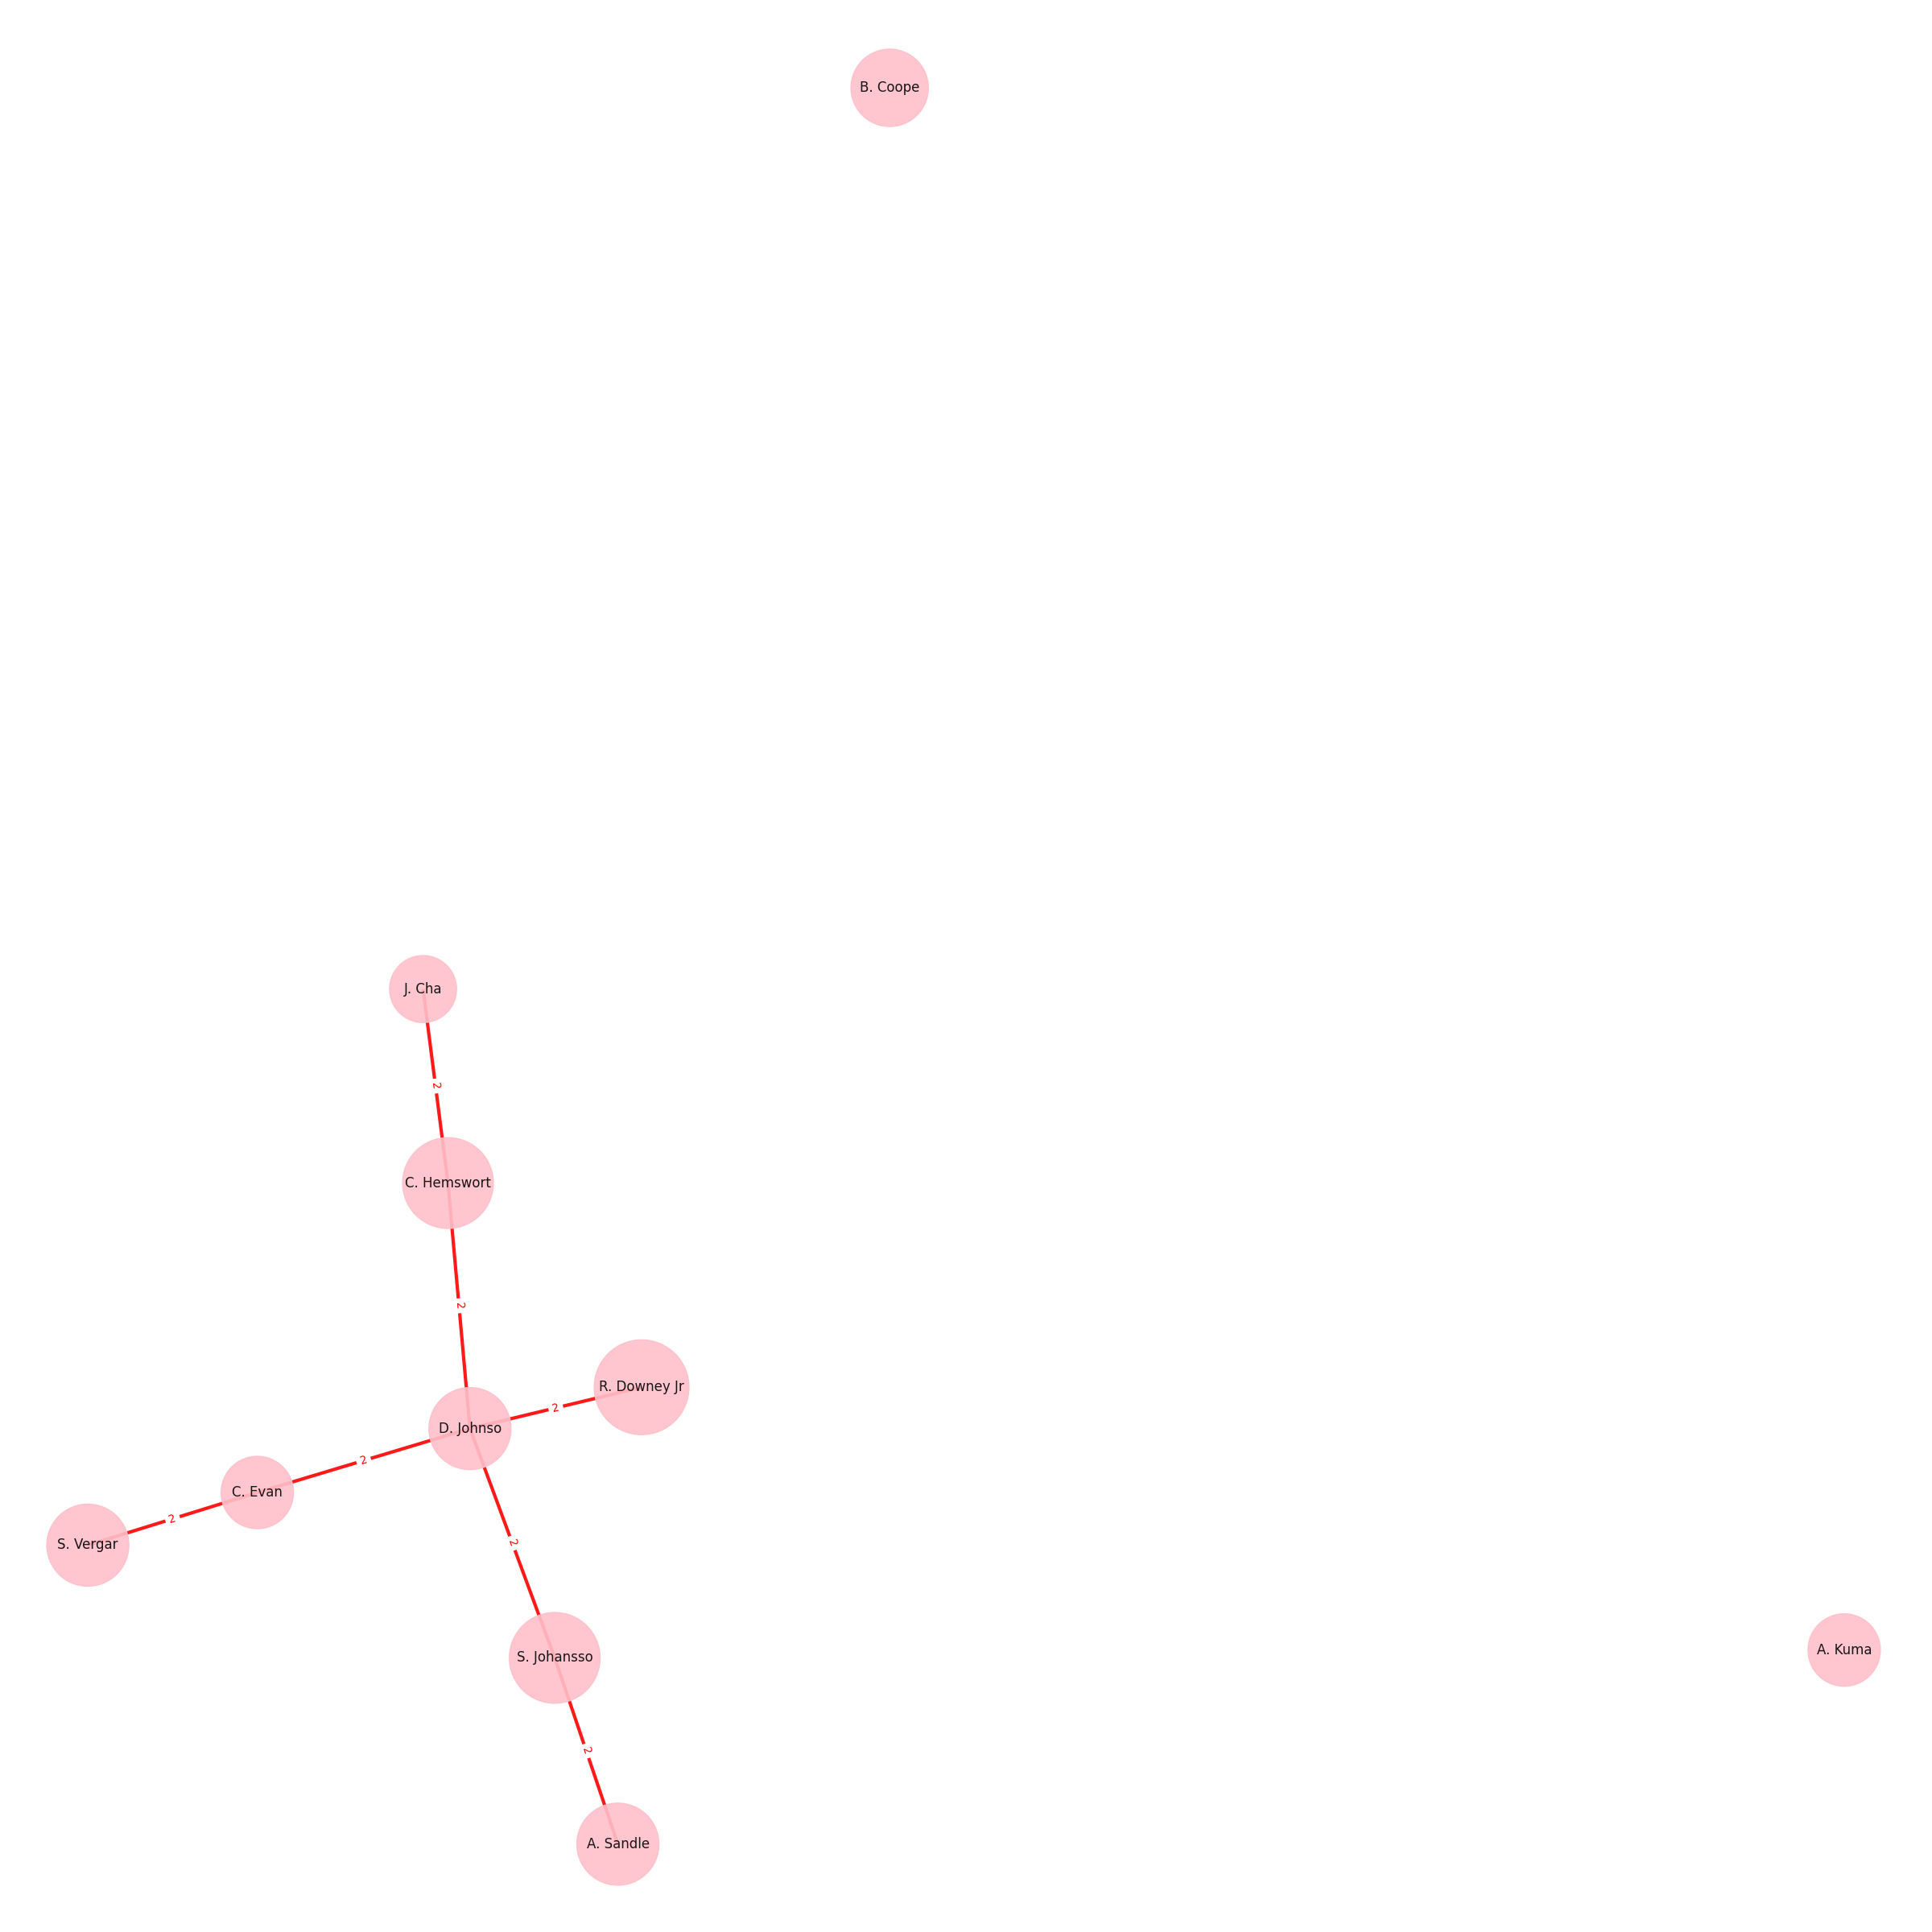 B. Coope
J. Cha
2
C. Hemswort
2
R. Downey Jr
2
D. Johnso
2
C. Evan
2
S. Vergar
2
S. Johansso
A. Kuma
2
A. Sandle